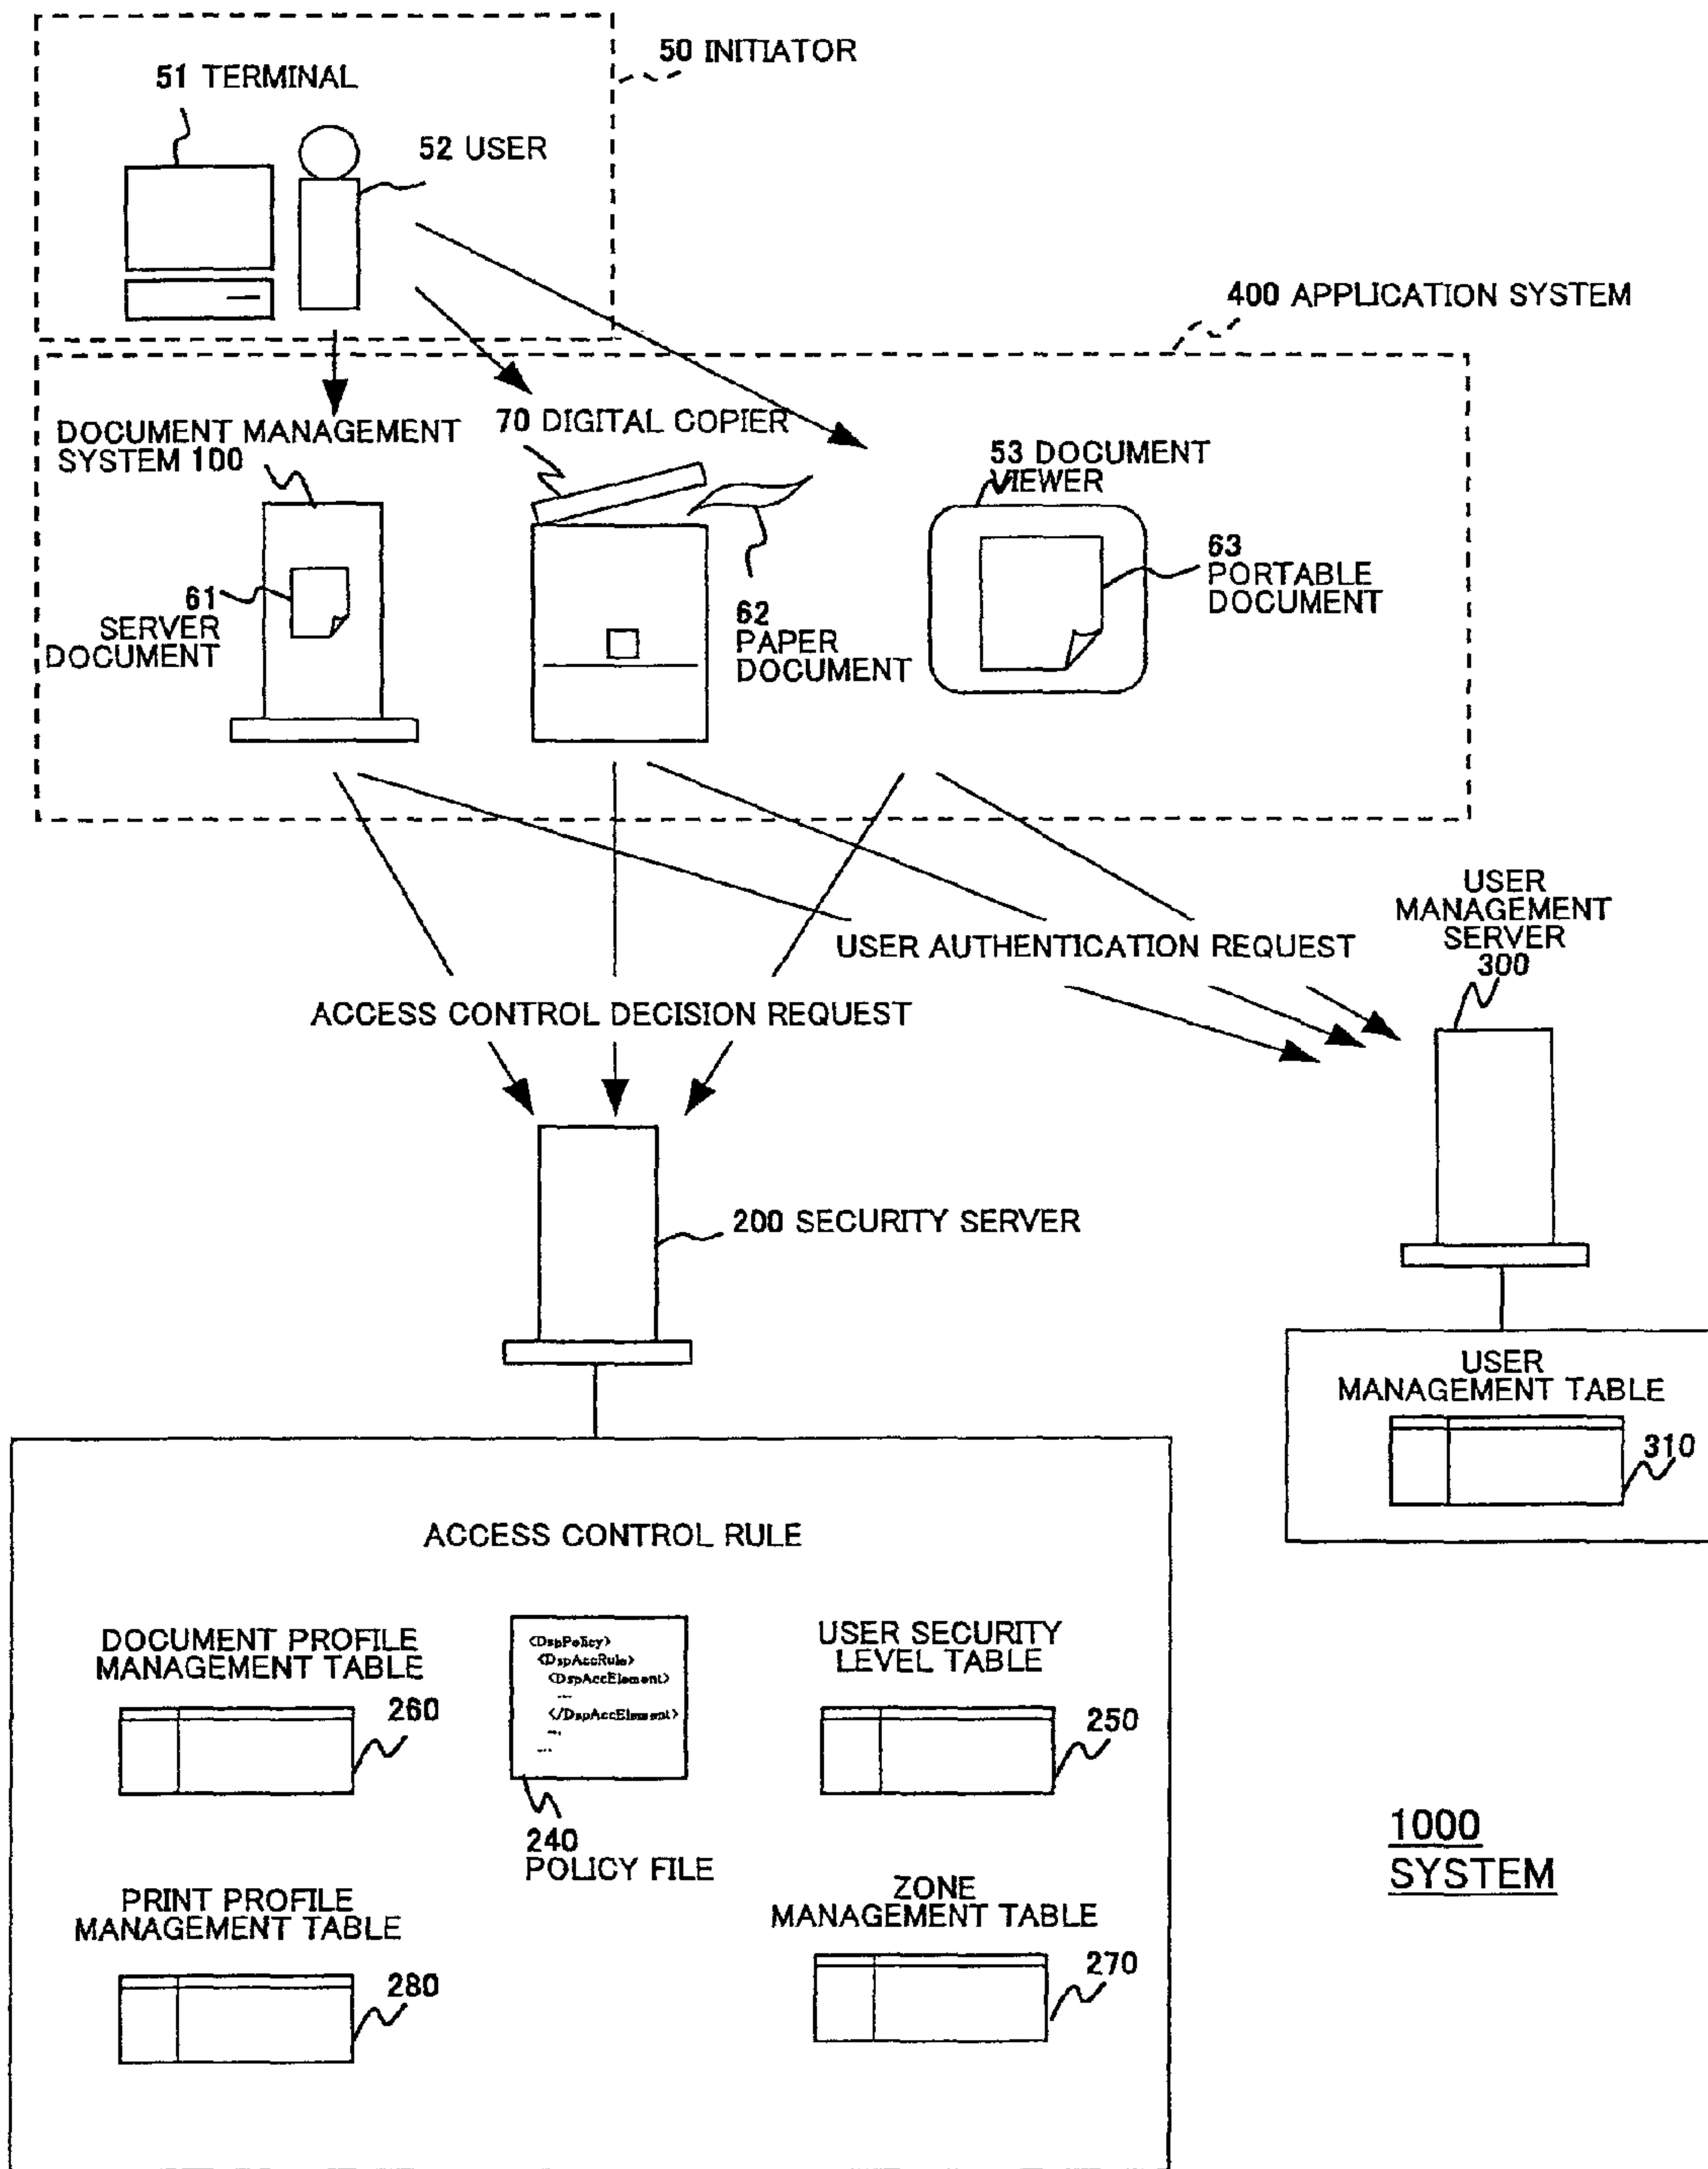 50 INITIATOR
51 TERMINAL
52 USER
400 APPLICATION SYSTEM
DOCUMENT MANAGEMENT
SYSTEM 100
70 DIGITAL COPIER
53 DOCUMENT
VIEWER
61
SERVER
DOCUMENT
62
PAPER
DOCUMENT
63
PORTABLE
DOCUMENT
USER AUTHENTICATION REQUEST
USER
MANAGEMENT
SERVER
300
ACCESS CONTROL DECISION REQUEST
200 SECURITY SERVER
USER
MANAGEMENT TABLE
310
ACCESS CONTROL RULE
DOCUMENT PROFILE
MANAGEMENT TABLE
260
<DspPolicy>
<DspAccRule>
<DspAccElement>
...
</DspAccElement>
...
...
240
POLICY FILE
USER SECURITY
LEVEL TABLE
250
PRINT PROFILE
MANAGEMENT TABLE
280
ZONE
MANAGEMENT TABLE
270
1000
SYSTEM